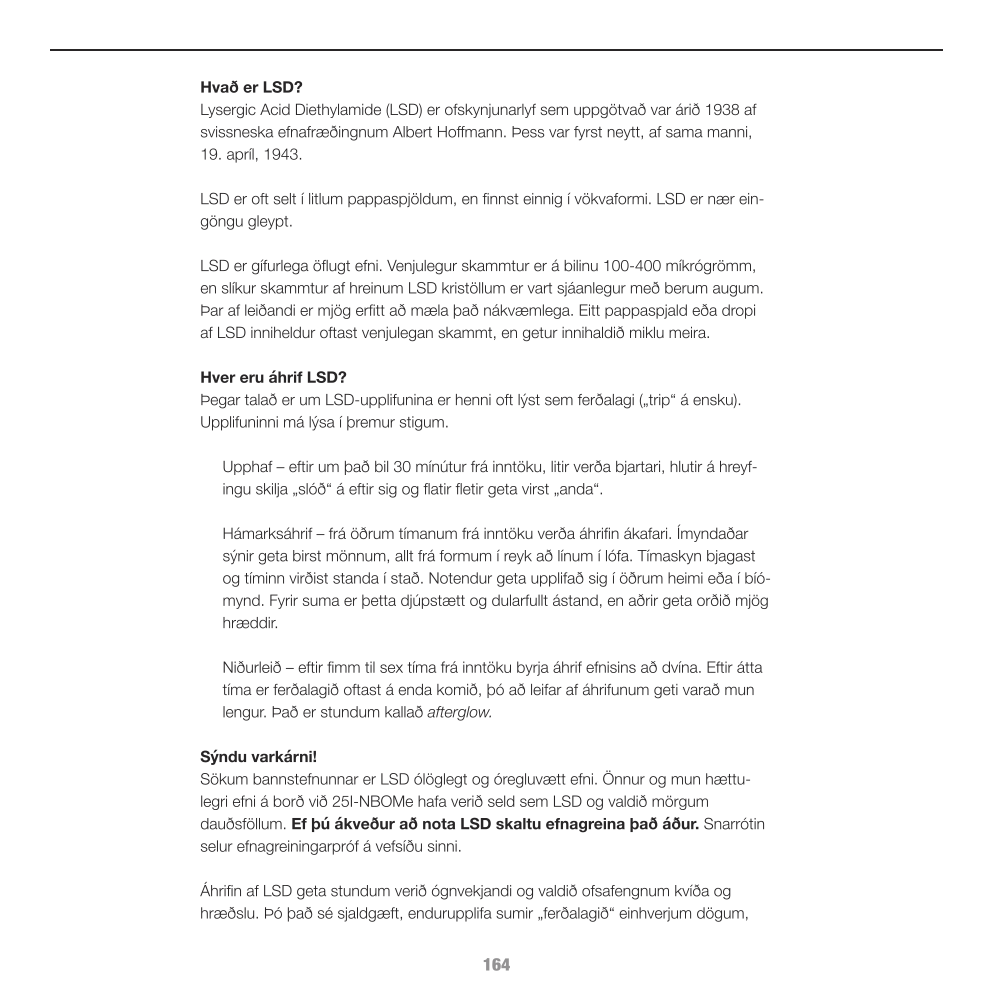 Hvað er LSD?
Lysergic Acid Diethylamide (LSD) er ofskynjunarlyf sem uppgötvað var árið 1938 af
svissneska efnafræðingnum Albert Hoffmann. Þess var fyrst neytt, af sama manni,
19. apríl, 1943.
LSD er oft selt í litlum pappaspjöldum, en finnst einnig í vökvaformi. LSD er nær ein-
göngu gleypt.
LSD er gífurlega öflugt efni. Venjulegur skammtur er á bilinu 100-400 míkrógrömm,
en slíkur skammtur af hreinum LSD kristöllum er vart sjáanlegur með berum augum.
Þar af leiðandi er mjög erfitt að mæla það nákvæmlega. Eitt pappaspjald eða dropi
af LSD inniheldur oftast venjulegan skammt, en getur innihaldið miklu meira.
Hver eru áhrif LSD?
Þegar talað er um LSD-upplifunina er henni oft lýst sem ferðalagi („trip“ á ensku).
Upplifuninni má lýsa í þremur stigum.
Upphaf – eftir um það bil 30 mínútur frá inntöku, litir verða bjartari, hlutir á hreyf-
ingu skilja „slóð“ á eftir sig og flatir fletir geta virst „anda“.
Hámarksáhrif – frá öðrum tímanum frá inntöku verða áhrifin ákafari. Ímyndaðar
sýnir geta birst mönnum, allt frá formum í reyk að línum í lófa. Tímaskyn bjagast
og tíminn virðist standa í stað. Notendur geta upplifað sig í öðrum heimi eða í bíó-
mynd. Fyrir suma er þetta djúpstætt og dularfullt ástand, en aðrir geta orðið mjög
hræddir.
Niðurleið – eftir fimm til sex tíma frá inntöku byrja áhrif efnisins að dvína. Eftir átta
tíma er ferðalagið oftast á enda komið, þó að leifar af áhrifunum geti varað mun
lengur. Það er stundum kallað afterglow.
Sýndu varkárni!
Sökum bannstefnunnar er LSD ólöglegt og óregluvætt efni. Önnur og mun hættu-
legri efni á borð við 25I-NBOMe hafa verið seld sem LSD og valdið mörgum
dauðsföllum. Ef þú ákveður að nota LSD skaltu efnagreina það áður. Snarrótin
selur efnagreiningarpróf á vefsíðu sinni.
Áhrifin af LSD geta stundum verið ógnvekjandi og valdið ofsafengnum kvíða og
hræðslu. Þó það sé sjaldgæft, endurupplifa sumir „ferðalagið“ einhverjum dögum,
164